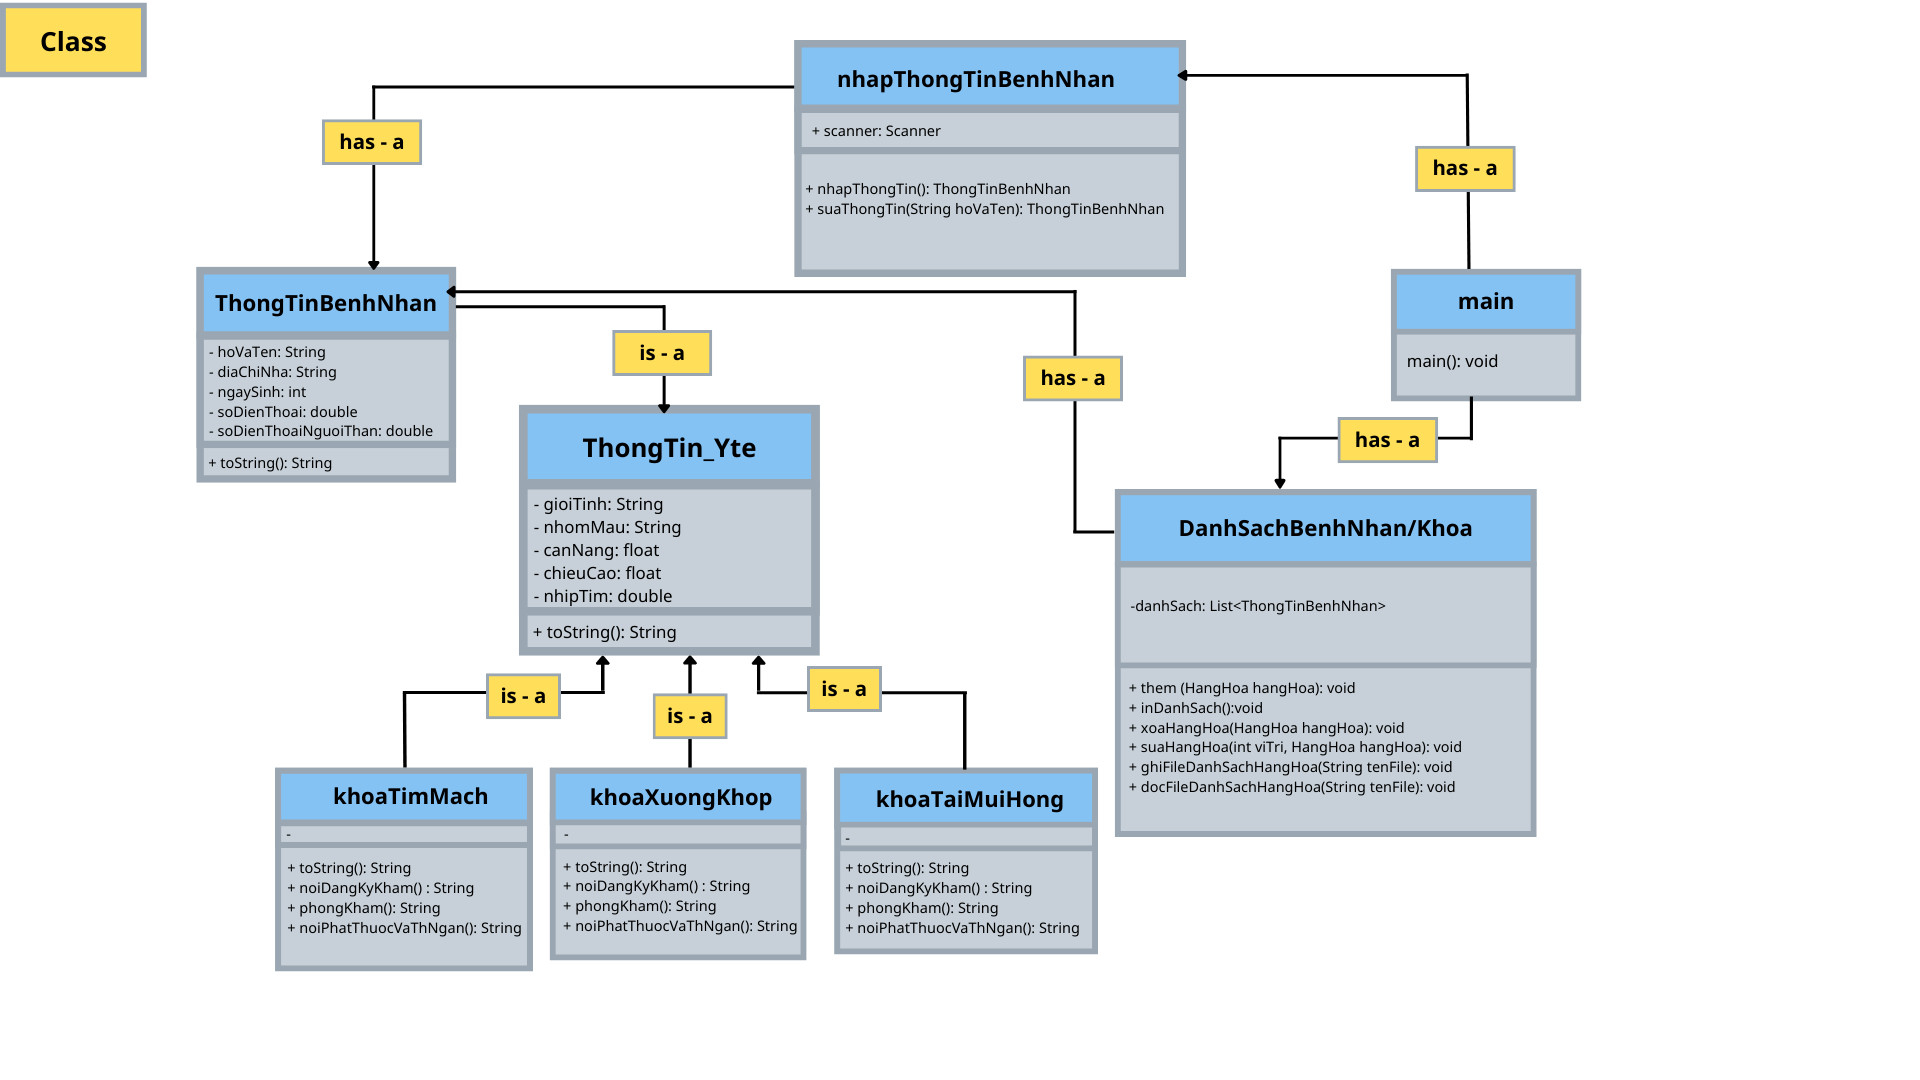 Class
nhapThongTinBenhNhan
+ scanner: Scanner
+ nhapThongTin(): ThongTinBenhNhan
+ suaThongTin(String hoVaTen): ThongTinBenhNhan
has - a
has - a
ThongTinBenhNhan
- hoVaTen: String
- diaChiNha: String
- ngaySinh: int
- soDienThoai: double
- soDienThoaiNguoiThan: double
+ toString(): String
is - a
has - a
main
main(): void
has - a
ThongTin_Yte
- gioiTinh: String
- nhomMau: String
- canNang: float
- chieuCao: float
- nhipTim: double
+ toString(): String
DanhSachBenhNhan/Khoa
-danhSach: List<ThongTinBenhNhan>
+ them (HangHoa hangHoa): void
+ inDanhSach():void
+ xoaHangHoa(HangHoa hangHoa): void
+ suaHangHoa(int viTri, HangHoa hangHoa): void
+ ghiFileDanhSachHangHoa(String tenFile): void
+ docFileDanhSachHangHoa(String tenFile): void
is - a
is - a
is - a
khoaTimMach
-
+ toString(): String
+ noiDangKyKham() : String
+ phongKham(): String
+ noiPhatThuocVaThNgan(): String
khoaXuongKhop
-
+ toString(): String
+ noiDangKyKham() : String
+ phongKham(): String
+ noiPhatThuocVaThNgan(): String
khoaTaiMuiHong
-
+ toString(): String
+ noiDangKyKham() : String
+ phongKham(): String
+ noiPhatThuocVaThNgan(): String